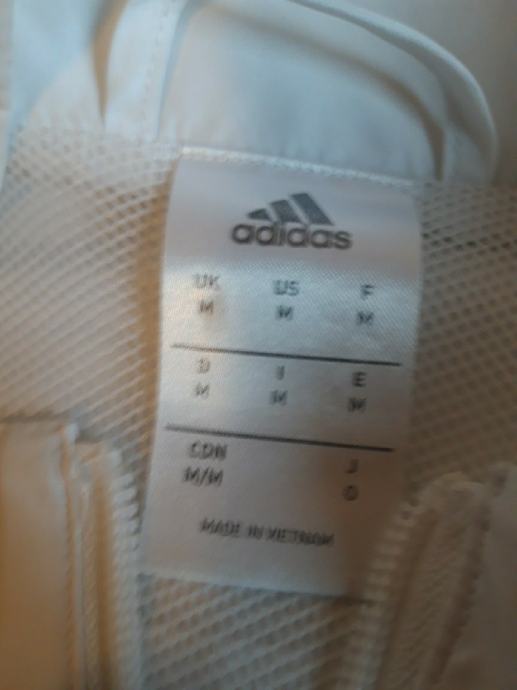 adidas
UK US F
M M M
D I E
M M M
CDN J
M/M O
MADE IN VIETNAM